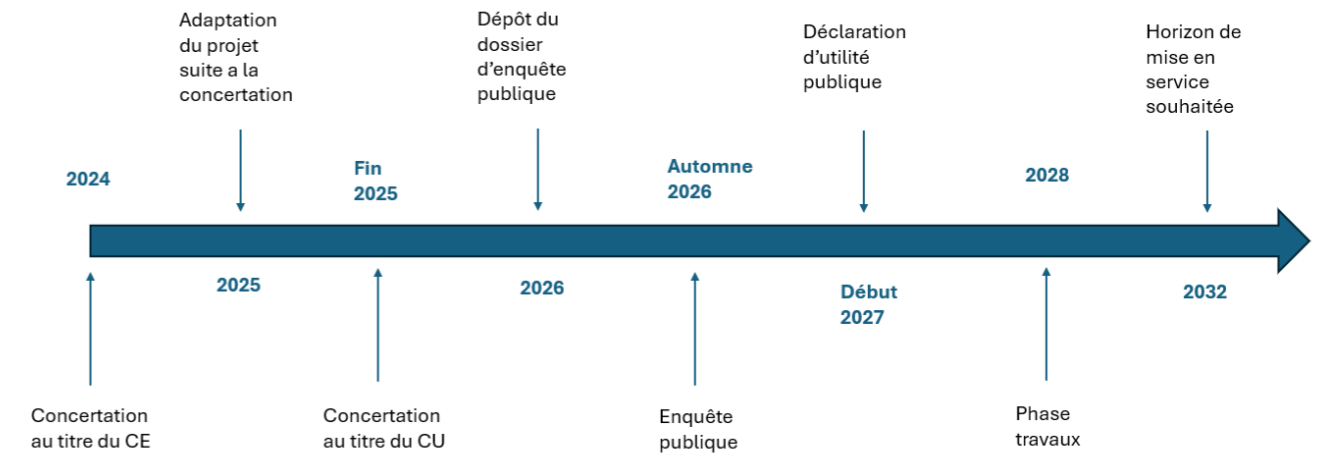 Adaptation
du projet
suite a la
concertation
Dépôt du
dossier
d'enquête
publique
Déclaration
d'utilité
publique
Horizon de
mise en
service
souhaitée
2024
Fin
2025
Automne
2026
2028
2025
2026
Début
2027
2032
Concertation
au titre du CE
Concertation
au titre du CU
Enquête
publique
Phase
travaux